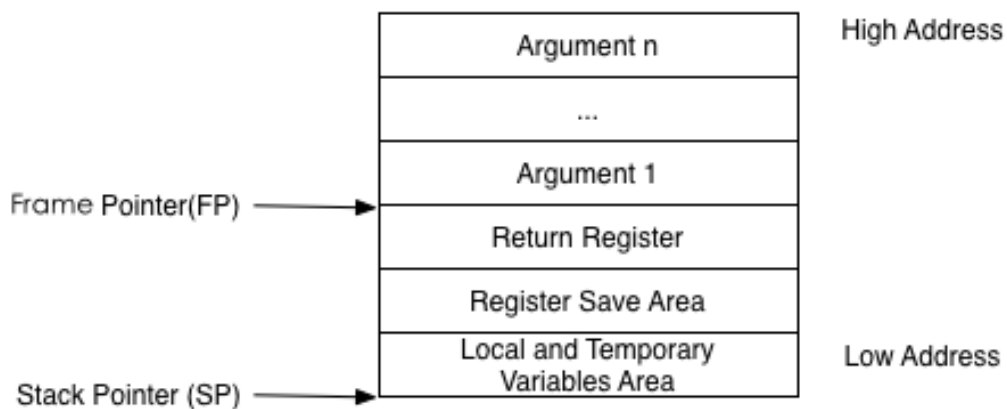 Argument n
High Address
...
Argument 1
Frame Pointer(FP)
Return Register
Register Save Area
Local and Temporary
Variables Area
Low Address
Stack Pointer (SP)